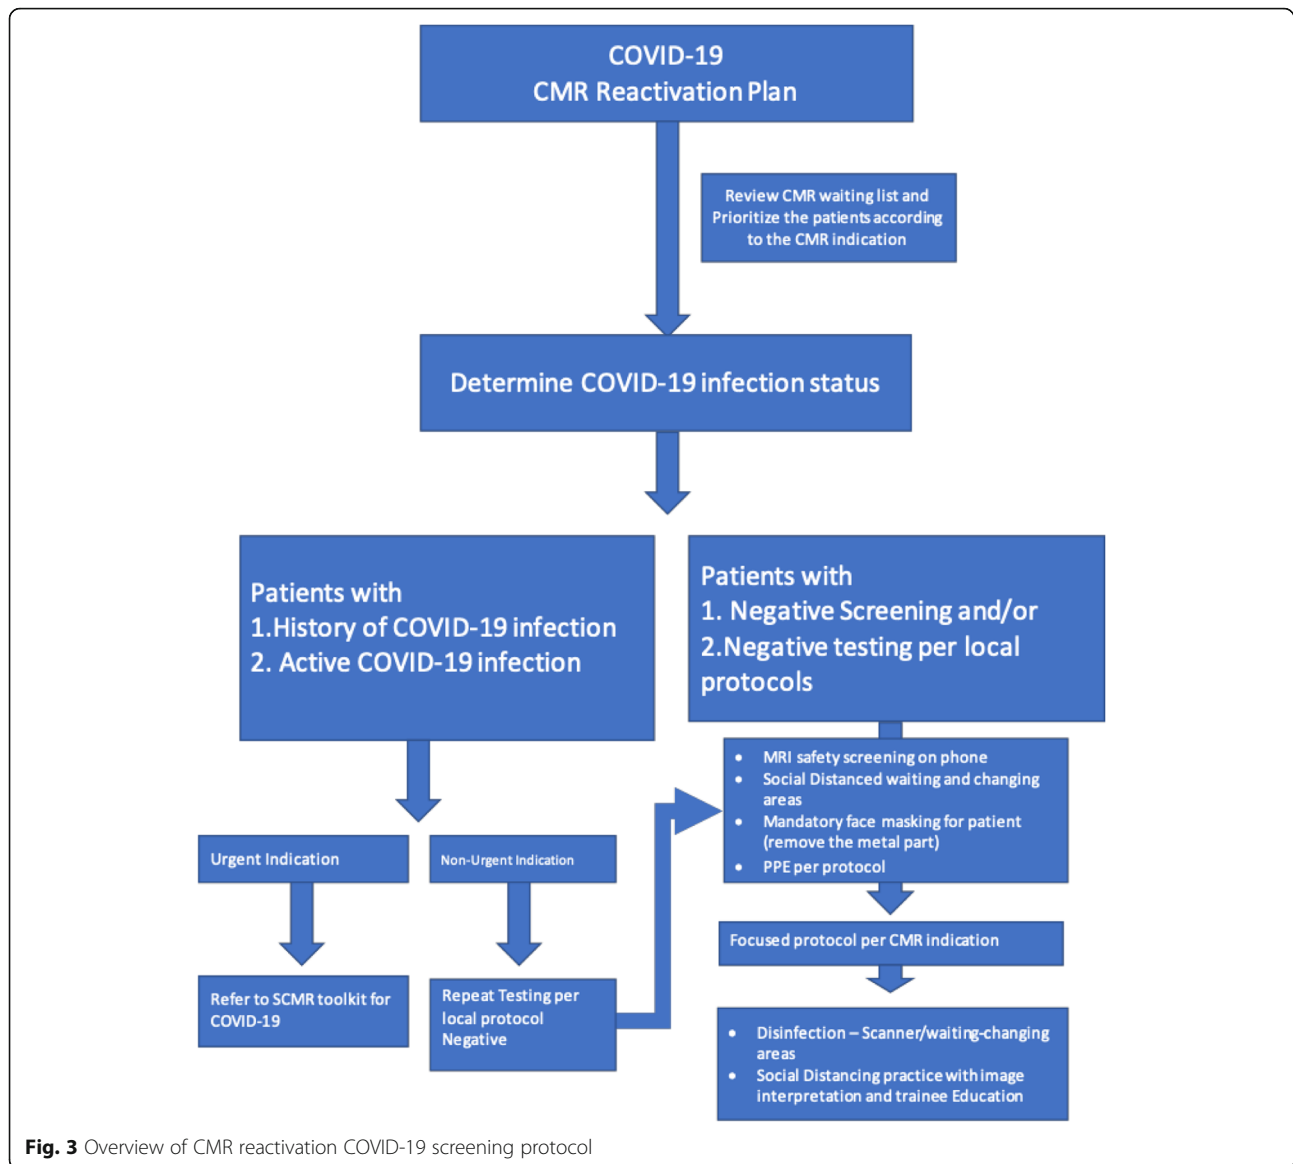 COVID-19
CMR Reactivation Plan
Review CMR waiting list and
Prioritize the patients according
to the CMR indication
Determine COVID-19 infection status
Patients with
1.History of COVID-19 infection
2. Active COVID-19 infection
Patients with
1. Negative Screening and/or
2.Negative testing per local
protocols
• MRI safety screening on phone
• Social Distanced waiting and changing
areas
• Mandatory face masking for patient
(remove the metal part)
• PPE per protocol
Urgent Indication
Non-Urgent Indication
Focused protocol per CMR indication
Refer to SCMR toolkit for
COVID-19
Repeat Testing per
local protocol
Negative
• Disinfection – Scanner/waiting-changing
areas
• Social Distancing practice with image
interpretation and trainee Education
Fig. 3 Overview of CMR reactivation COVID-19 screening protocol